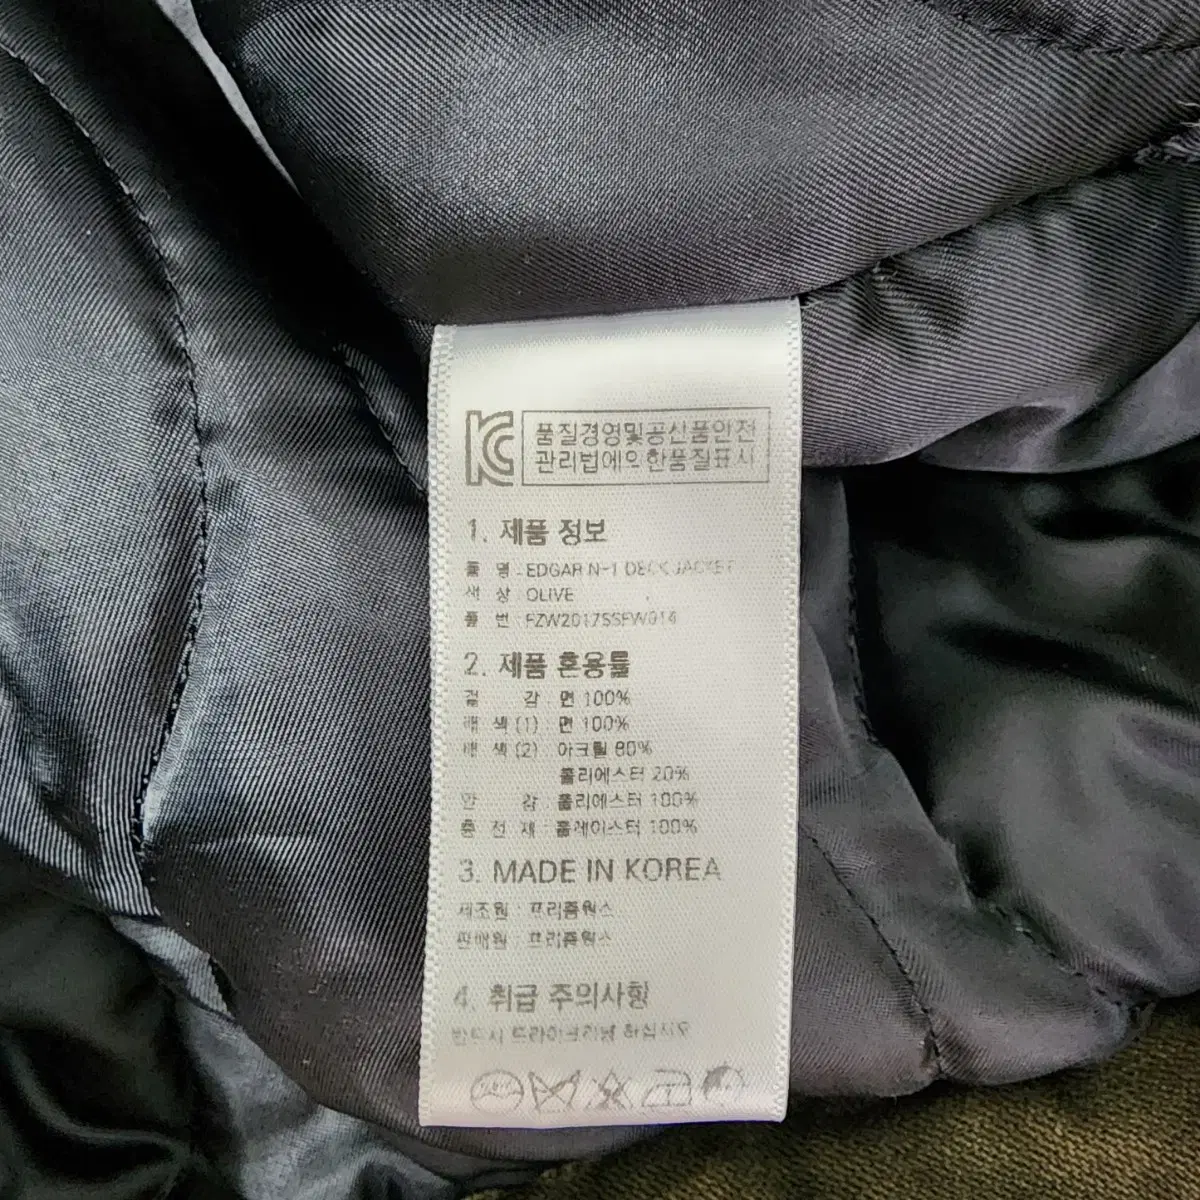 KC 품질경영및공산품안전
관리법에의한품질표시
1. 제품 정보
품 명 : EDGAR N-1 DECK JACKET
색 상 : OLIVE
품 번 : FZW2017SSFW016
2. 제품 혼용률
겉 감 : 면 100%
배 색 (1) : 면 100%
배 색 (2) : 아크릴 80%
폴리에스터 20%
안 감 : 폴리에스터 100%
충 전 재 : 폴레이스터 100%
3. MADE IN KOREA
제조원 : 프리즘웍스
판매원 : 프리즘웍스
4. 취급 주의사항
반드시 드라이크리닝 하십시오